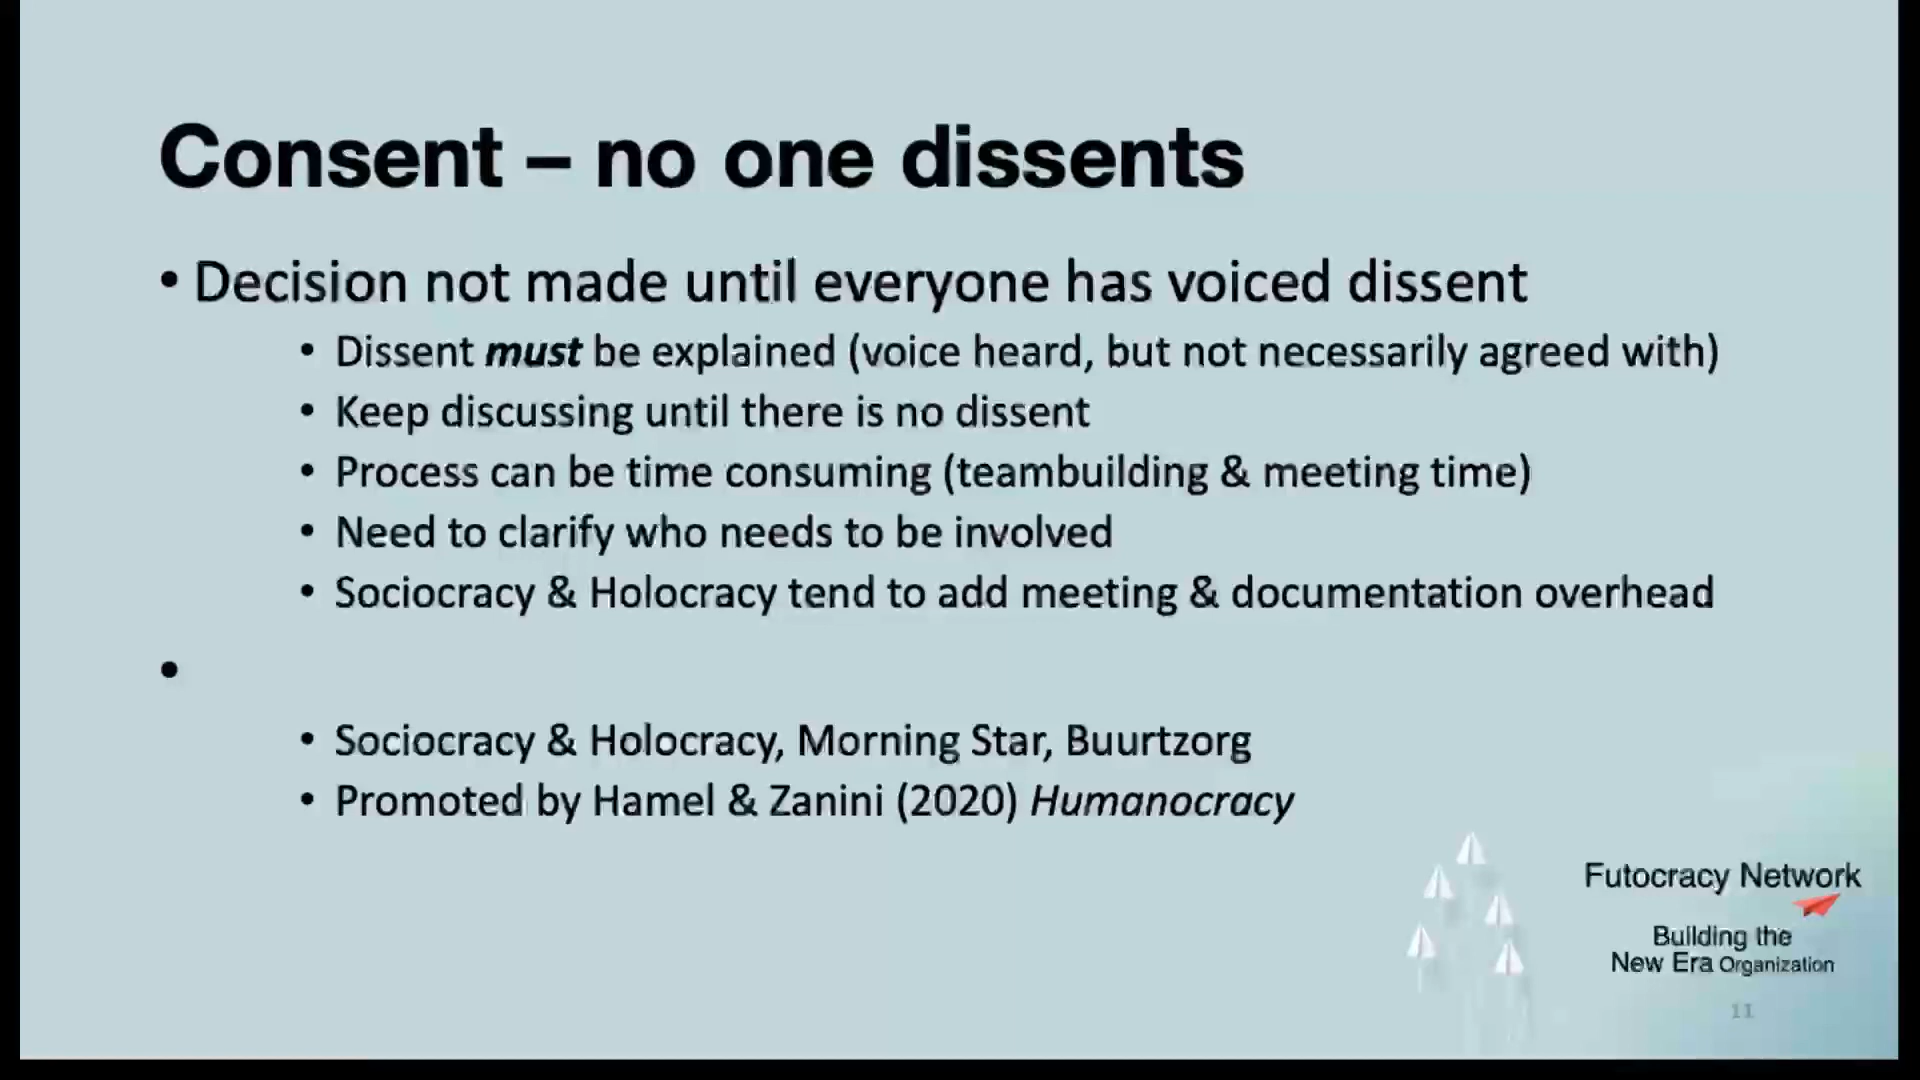 Consent – no one dissents
• Decision not made until everyone has voiced dissent
• Dissent must be explained (voice heard, but not necessarily agreed with)
• Keep discussing until there is no dissent
• Process can be time consuming (teambuilding & meeting time)
• Need to clarify who needs to be involved
• Sociocracy & Holocracy tend to add meeting & documentation overhead
•
• Sociocracy & Holocracy, Morning Star, Buurtzorg
• Promoted by Hamel & Zanini (2020) Humanocracy
Futocracy Network
Building the
New Era Organization
11